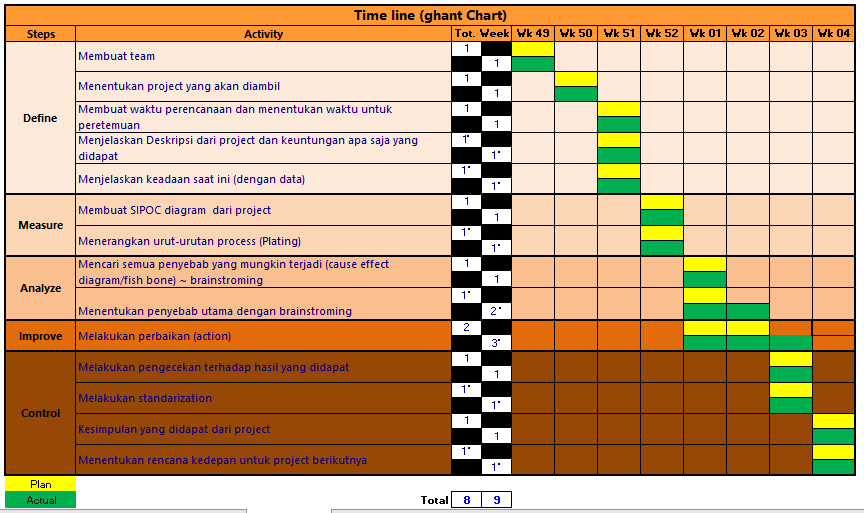 Time line (ghant Chart)
Steps Activity Tot. Week Wk 49 Wk 50 Wk 51 Wk 52 Wk 01 Wk 02 Wk 03 Wk 04
Define
Membuat team
1
1
Menentukan project yang akan diambil
1
1
Membuat waktu perencanaan dan menentukan waktu untuk
peretemuan
1
1
Menjelaskan Deskripsi dari project dan keuntungan apa saja yang
didapat
1*
1*
Menjelaskan keadaan saat ini (dengan data)
1*
1*
Measure
Membuat SIPOC diagram dari project
1
1
Menerangkan urut-urutan process (Plating)
1*
1*
Analyze
Mencari semua penyebab yang mungkin terjadi (cause effect
diagram/fish bone) ~ brainstroming
1
1
Menentukan penyebab utama dengan brainstroming
1*
2*
Improve
Melakukan perbaikan (action)
2
3*
Control
Melakukan pengecekan terhadap hasil yang didapat
1
1
Melakukan standarization
1*
1*
Kesimpulan yang didapat dari project
1
1
Menentukan rencana kedepan untuk project berikutnya
1*
1*
Plan
Actual
Total 8 9